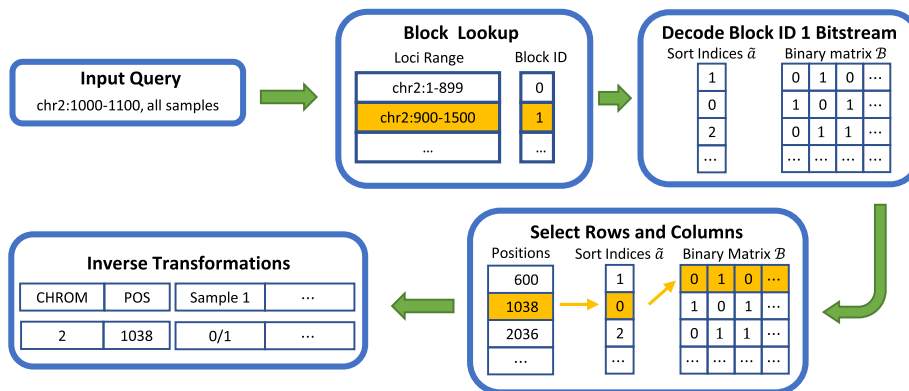 Input Query
chr2:1000-1100, all samples
Block Lookup
Loci Range Block ID
chr2:1-899 0
chr2:900-1500 1
... ...
Decode Block ID 1 Bitstream
Sort Indices ã Binary matrix ℬ
1 0 1 0 ...
0 1 0 1 ...
2 0 1 1 ...
... ... ... ... ...
Select Rows and Columns
Positions Sort Indices ã Binary Matrix ℬ
600 1 0 1 0 ...
1038 0 1 0 1 ...
2036 2 0 1 1 ...
... ... ... ... ... ...
Inverse Transformations
CHROM POS Sample 1 ...
2 1038 0/1 ...